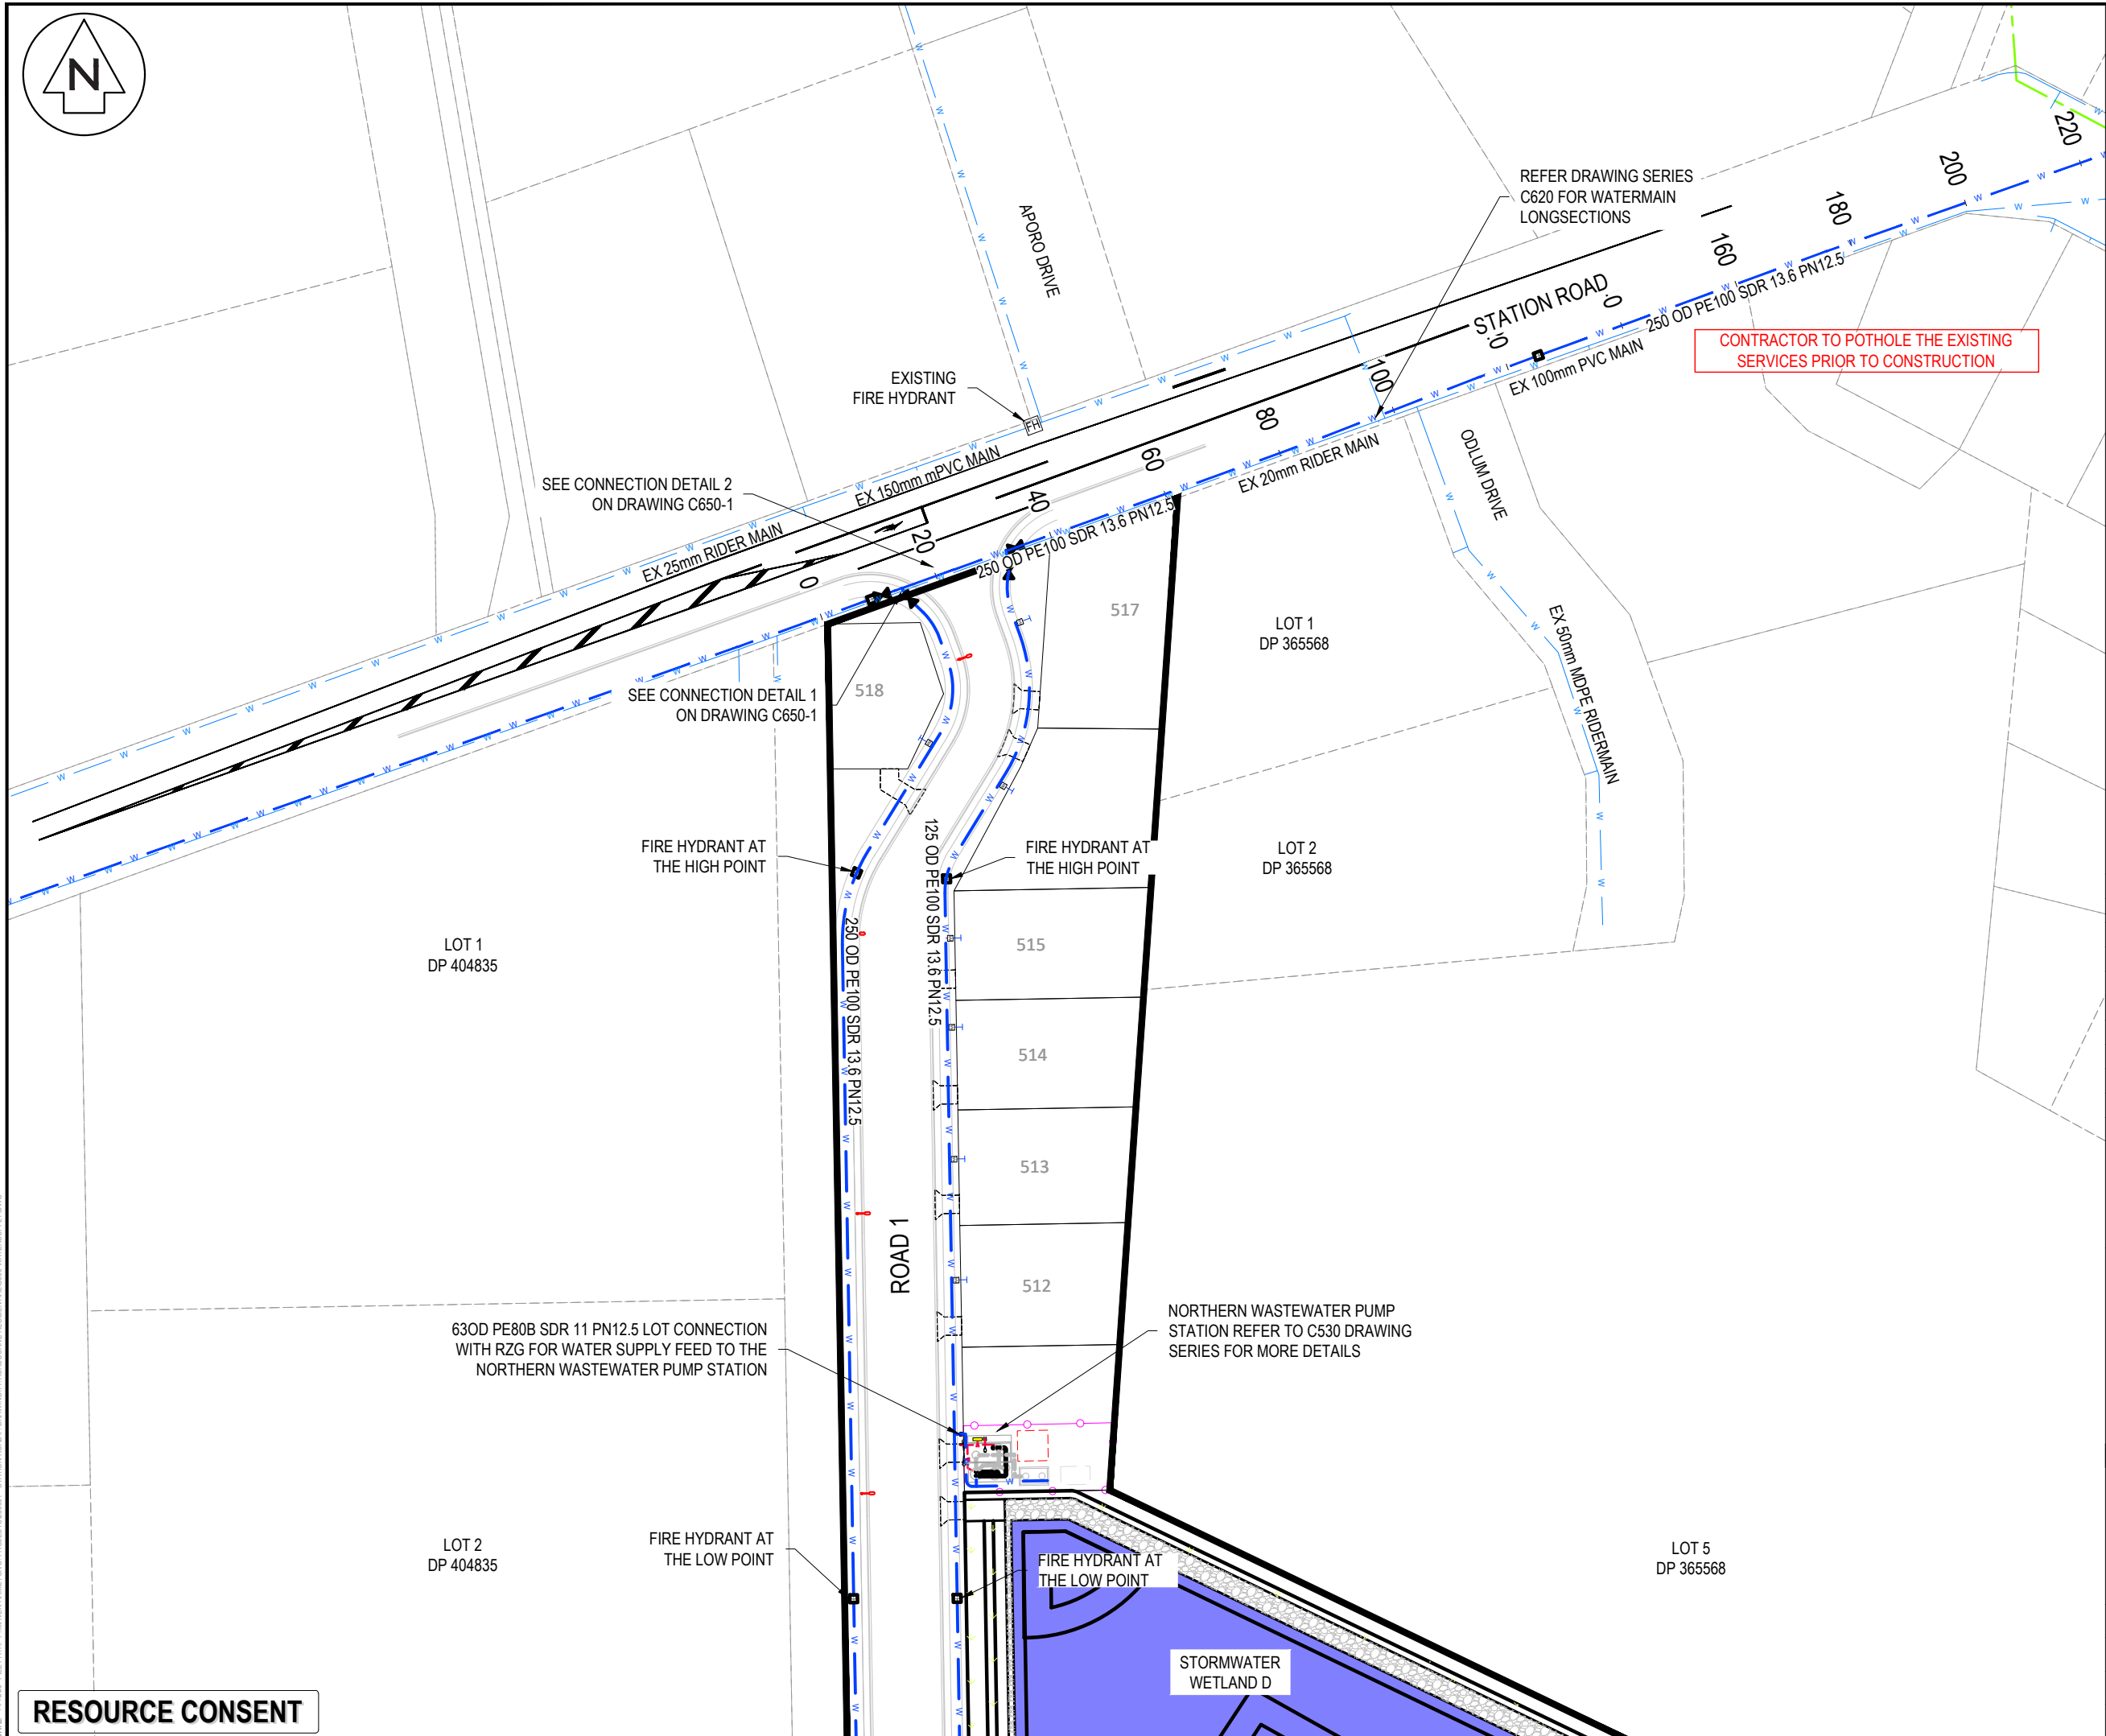 N
220
200
180
160
REFER DRAWING SERIES
C620 FOR WATERMAIN
LONGSECTIONS
APORO DRIVE
STATION ROAD
250 OD PE100 SDR 13.6 PN12.5
CONTRACTOR TO POTHOLE THE EXISTING
SERVICES PRIOR TO CONSTRUCTION
EX 100mm PVC MAIN
EXISTING
FIRE HYDRANT
FH
100
80
60
40
20
0
ODLUM DRIVE
EX 20mm RIDER MAIN
EX 150mm mPVC MAIN
SEE CONNECTION DETAIL 2
ON DRAWING C650-1
EX 25mm RIDER MAIN
250 OD PE100 SDR 13.6 PN12.5
517
LOT 1
DP 365568
EX 50mm MDPE RIDERMAIN
518
SEE CONNECTION DETAIL 1
ON DRAWING C650-1
FIRE HYDRANT AT
THE HIGH POINT
125 OD PE100 SDR 13.6 PN12.5
FIRE HYDRANT AT
THE HIGH POINT
LOT 2
DP 365568
LOT 1
DP 404835
250 OD PE100 SDR 13.6 PN12.5
515
514
513
512
ROAD 1
63OD PE80B SDR 11 PN12.5 LOT CONNECTION
WITH RZG FOR WATER SUPPLY FEED TO THE
NORTHERN WASTEWATER PUMP STATION
NORTHERN WASTEWATER PUMP
STATION REFER TO C530 DRAWING
SERIES FOR MORE DETAILS
LOT 2
DP 404835
FIRE HYDRANT AT
THE LOW POINT
FIRE HYDRANT AT
THE LOW POINT
LOT 5
DP 365568
STORMWATER
WETLAND D
RESOURCE CONSENT